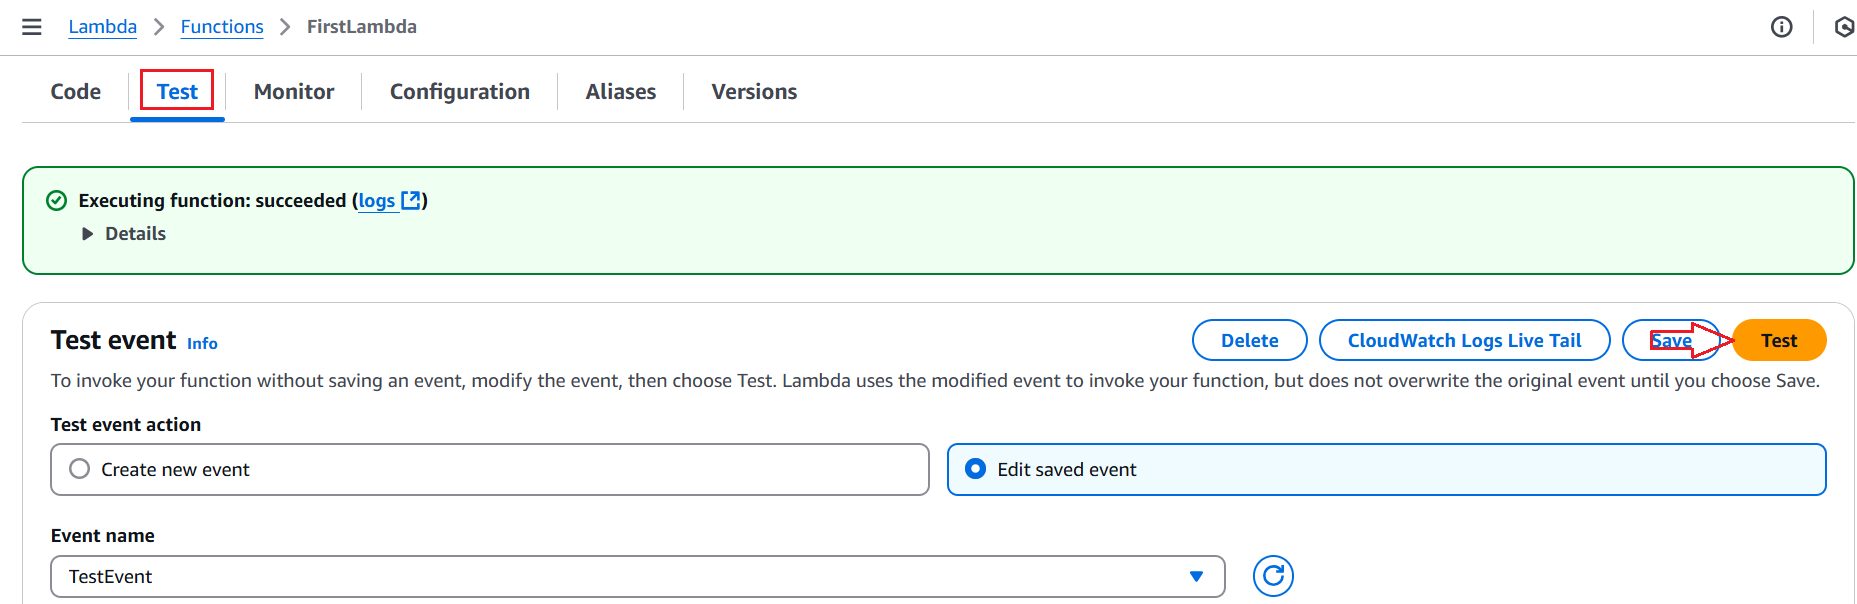 Lambda > Functions > FirstLambda
Code Test Monitor Configuration Aliases Versions
Executing function: succeeded (logs)
Details
Test event Info Delete CloudWatch Logs Live Tail Save Test
To invoke your function without saving an event, modify the event, then choose Test. Lambda uses the modified event to invoke your function, but does not overwrite the original event until you choose Save.
Test event action
Create new event Edit saved event
Event name
TestEvent